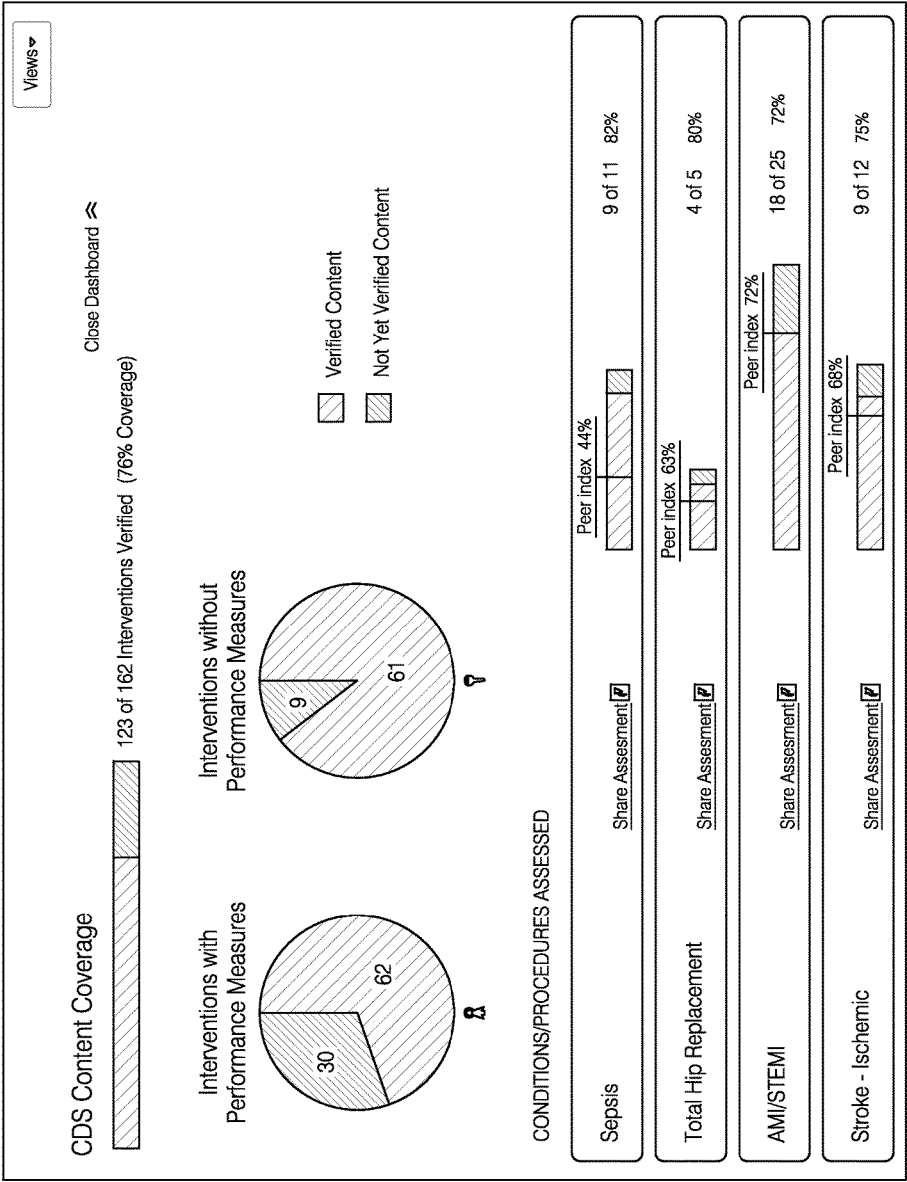 Views
CDS Content Coverage
Close Dashboard
123 of 162 Interventions Verified (76% Coverage)
Interventions with
Performance Measures
30
62
Interventions without
Performance Measures
9
61
Verified Content
Not Yet Verified Content
CONDITIONS/PROCEDURES ASSESSED
Sepsis
Share Assesment
Peer index 44%
9 of 11 82%
Total Hip Replacement
Share Assesment
Peer index 63%
4 of 5 80%
AMI/STEMI
Share Assesment
Peer index 72%
18 of 25 72%
Stroke - Ischemic
Share Assesment
Peer index 68%
9 of 12 75%